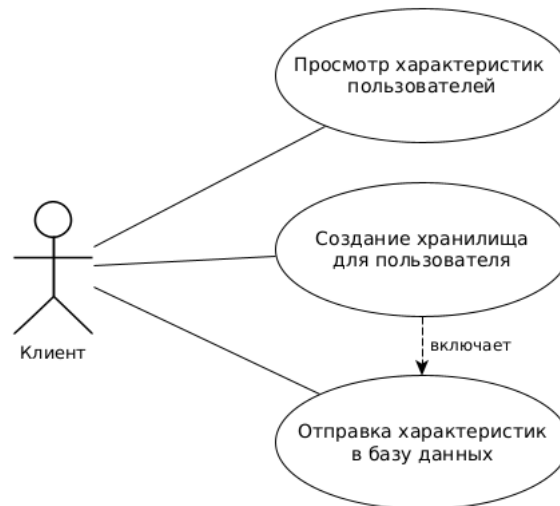 Просмотр характеристик
пользователей
Создание хранилища
для пользователя
включает
Клиент
Отправка характеристик
в базу данных